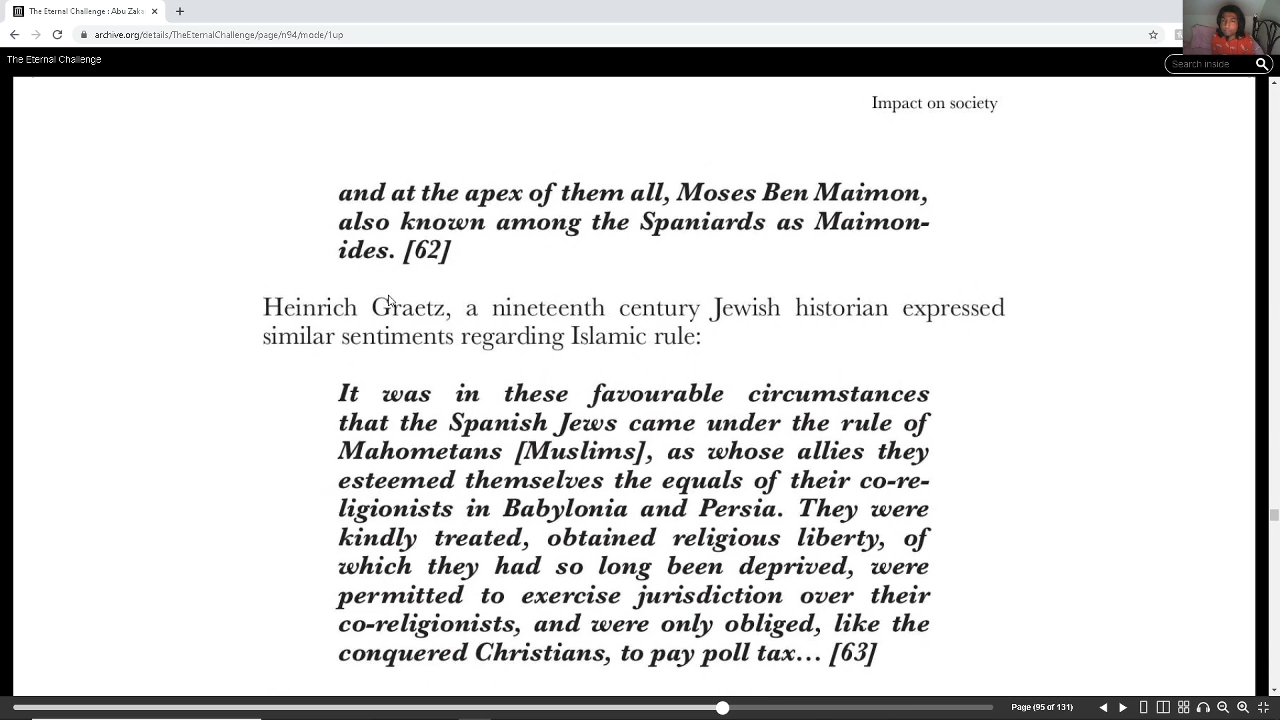 The Eternal Challenge : Abu Zaka
archive.org/details/TheEternalChallenge/page/n94/mode/1up
The Eternal Challenge
Search inside
Impact on society
and at the apex of them all, Moses Ben Maimon,
also known among the Spaniards as Maimon-
ides. [62]
Heinrich Graetz, a nineteenth century Jewish historian expressed
similar sentiments regarding Islamic rule:
It was in these favourable circumstances
that the Spanish Jews came under the rule of
Mahometans [Muslims], as whose allies they
esteemed themselves the equals of their co-re-
ligionists in Babylonia and Persia. They were
kindly treated, obtained religious liberty, of
which they had so long been deprived, were
permitted to exercise jurisdiction over their
co-religionists, and were only obliged, like the
conquered Christians, to pay poll tax... [63]
Page (95 of 131)